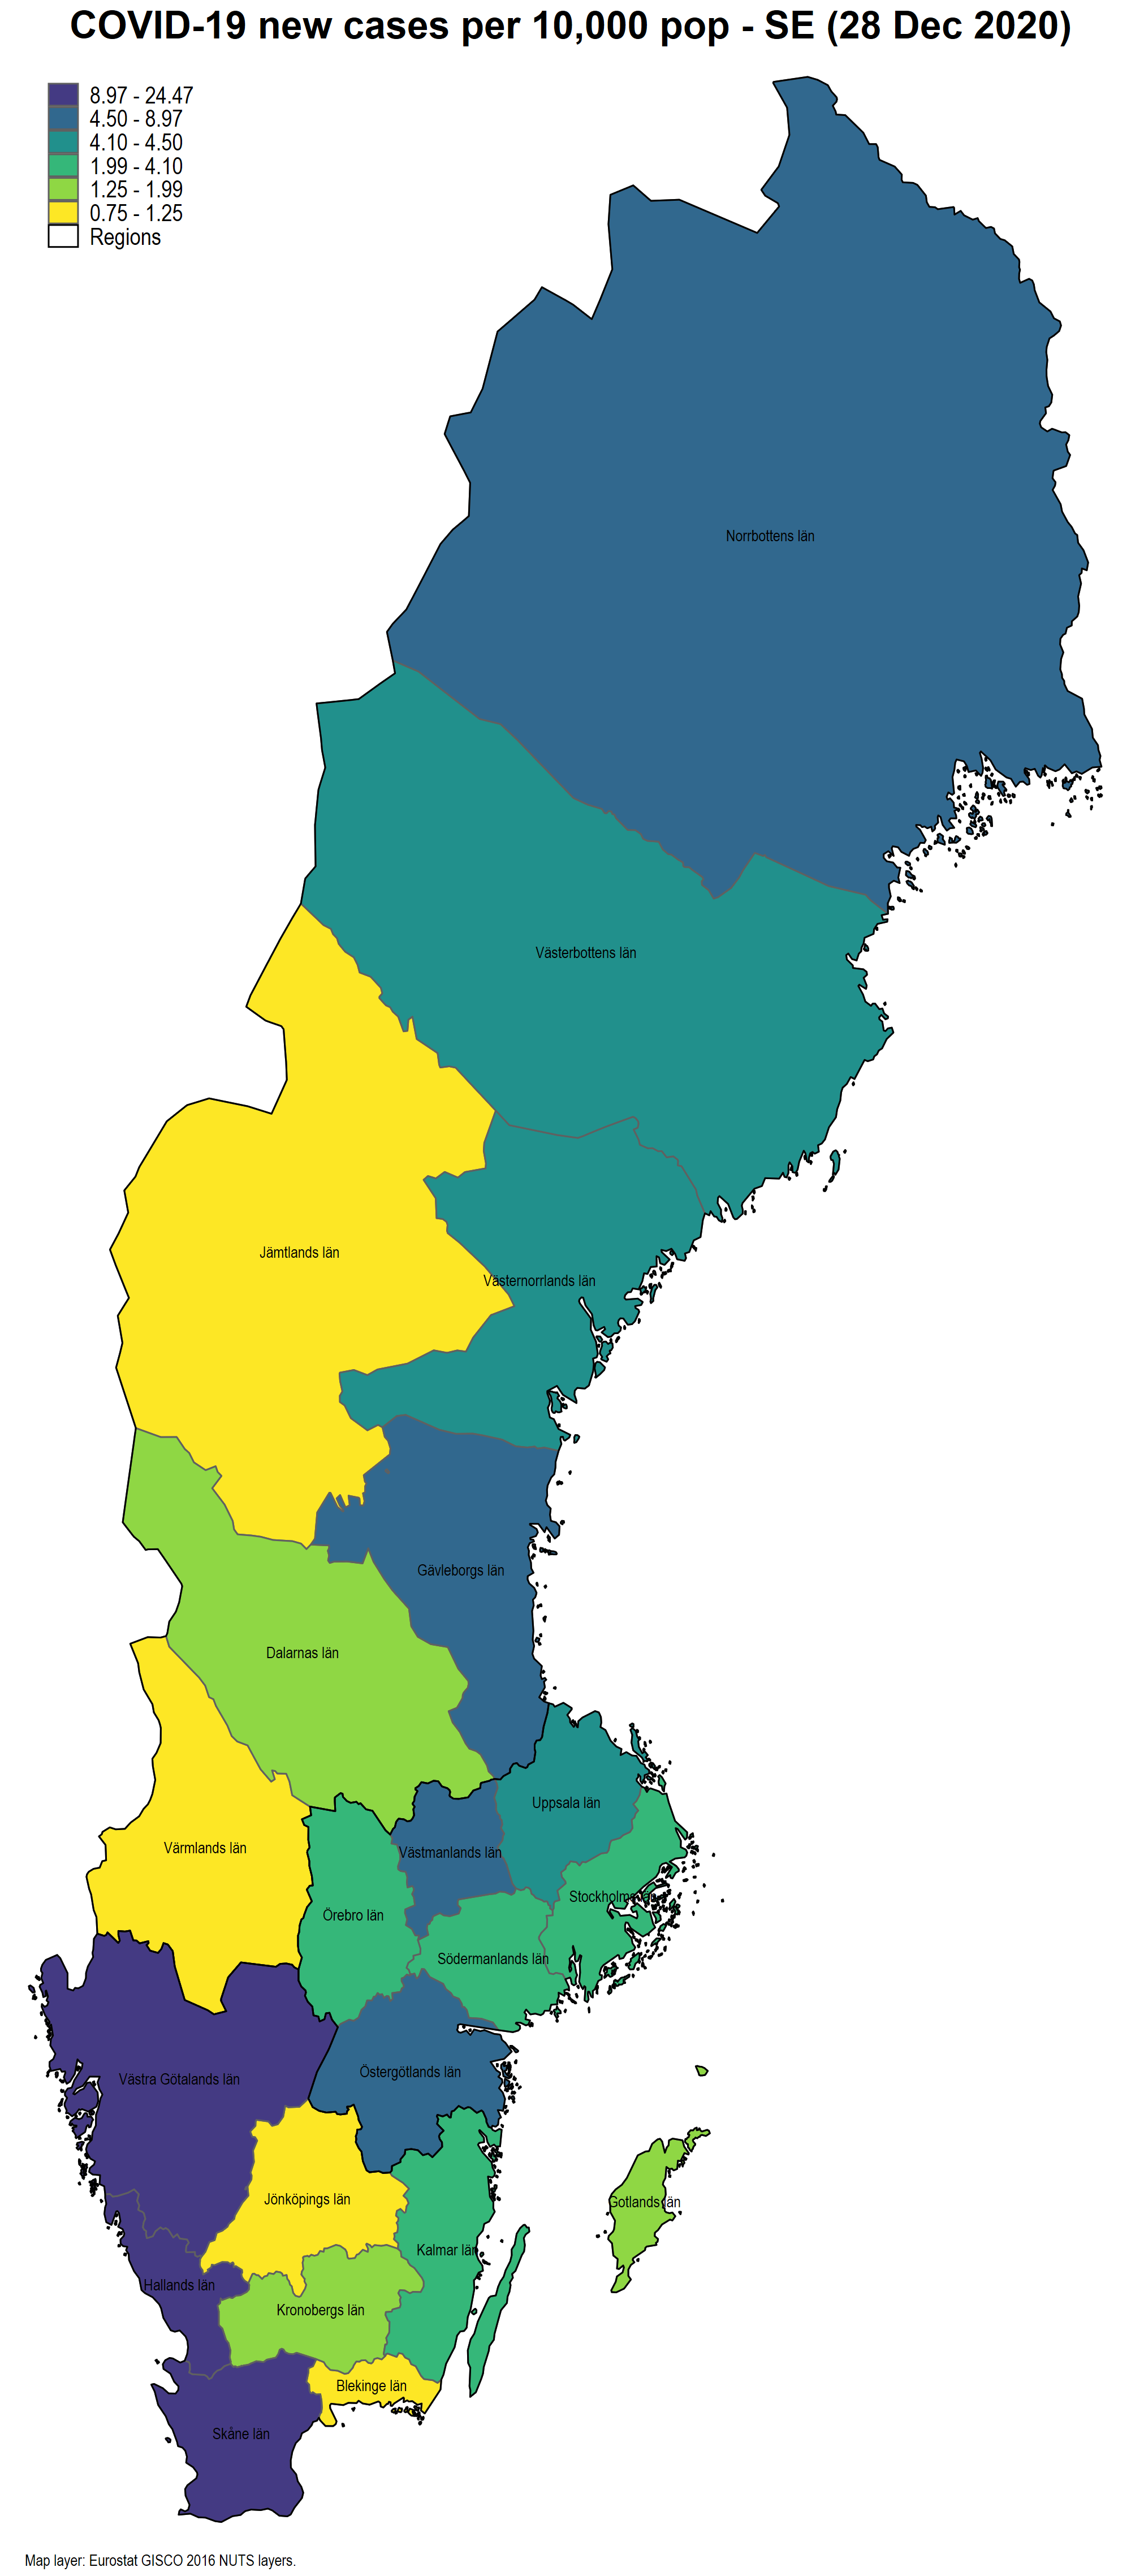 COVID-19 new cases per 10,000 pop - SE (28 Dec 2020)
8.97 - 24.47
4.50 - 8.97
4.10 - 4.50
1.99 - 4.10
1.25 - 1.99
0.75 - 1.25
Regions
Norrbottens län
Västerbottens län
Jämtlands län
Västernorrlands län
Gävleborgs län
Dalarnas län
Uppsala län
Värmlands län
Västmanlands län
Stockholms län
Örebro län
Södermanlands län
Östergötlands län
Västra Götalands län
Jönköpings län
Gotlands län
Kalmar län
Hallands län
Kronobergs län
Blekinge län
Skåne län
Map layer: Eurostat GISCO 2016 NUTS layers.